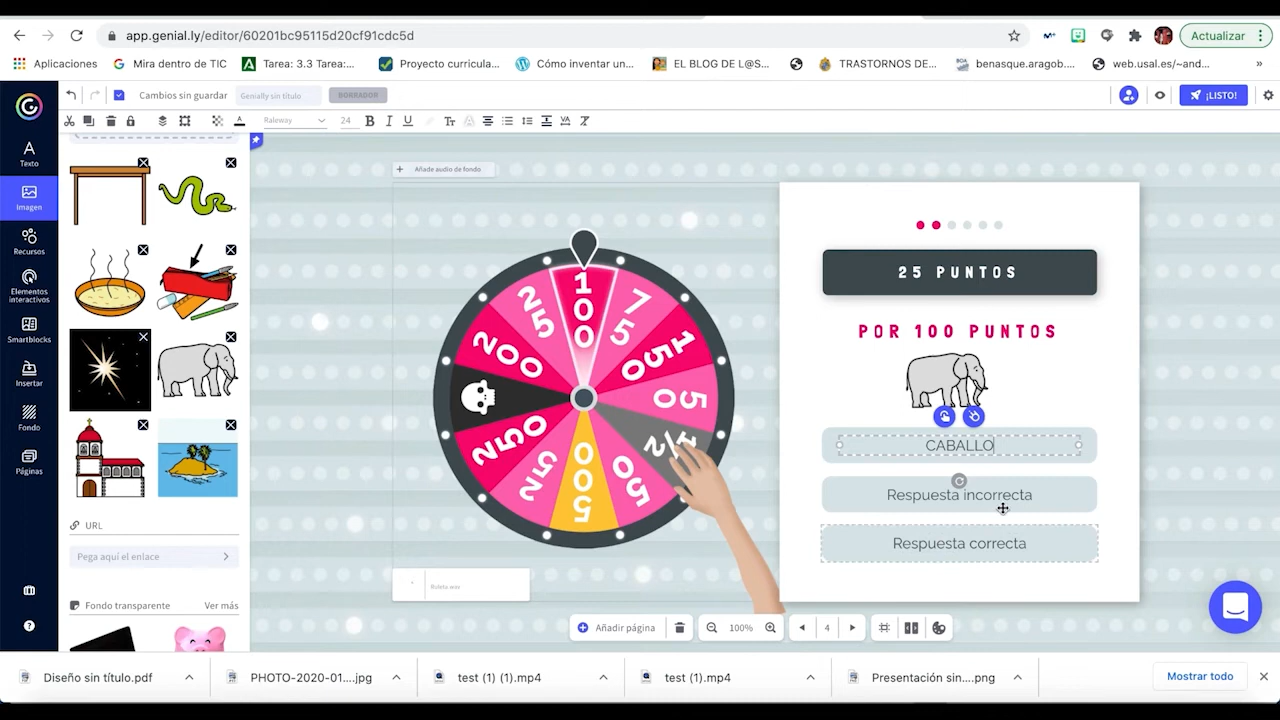 app.genial.ly/editor/60201bc95115d20cf91cdc5d
Actualizar
Aplicaciones
Mira dentro de TIC
Tarea: 3.3 Tarea:...
Proyecto curricula...
Cómo inventar un...
EL BLOG DE L@S...
TRASTORNOS DE...
benasque.aragob....
web.usal.es/~and...
»
Cambios sin guardar
Genially sin título
BORRADOR
¡LISTO!
Raleway
24
Texto
Imagen
Recursos
Elementos
interactivos
Smartblocks
Insertar
Fondo
Páginas
URL
Pega aquí el enlace
Fondo transparente
Ver más
+ Añade audio de fondo
100
75
150
50
1/2
50
500
25
250
200
25
25 PUNTOS
POR 100 PUNTOS
CABALLO
Respuesta incorrecta
Respuesta correcta
Añadir página
100%
4
Diseño sin título.pdf
PHOTO-2020-01....jpg
test (1) (1).mp4
test (1).mp4
Presentación sin....png
Mostrar todo